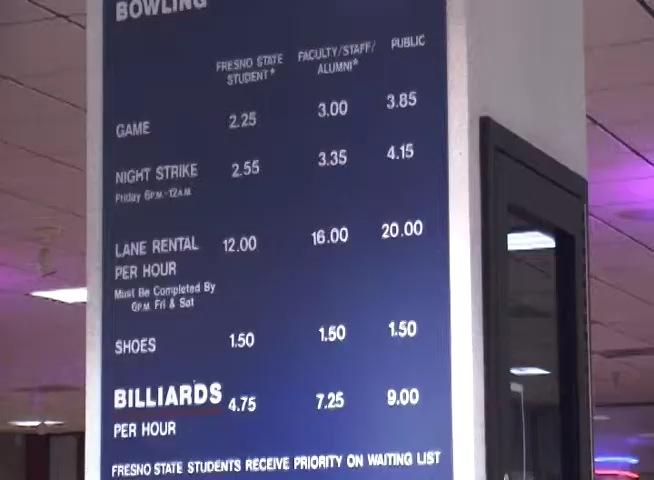 BOWLING
FRESNO STATE STUDENT* FACULTY/STAFF/ALUMNI* PUBLIC
GAME 2.25 3.00 3.85
NIGHT STRIKE 2.55 3.35 4.15
Friday 6PM-12AM
LANE RENTAL 12.00 16.00 20.00
PER HOUR
Must Be Completed By
6PM Fri & Sat
SHOES 1.50 1.50 1.50
BILLIARDS 4.75 7.25 9.00
PER HOUR
FRESNO STATE STUDENTS RECEIVE PRIORITY ON WAITING LIST